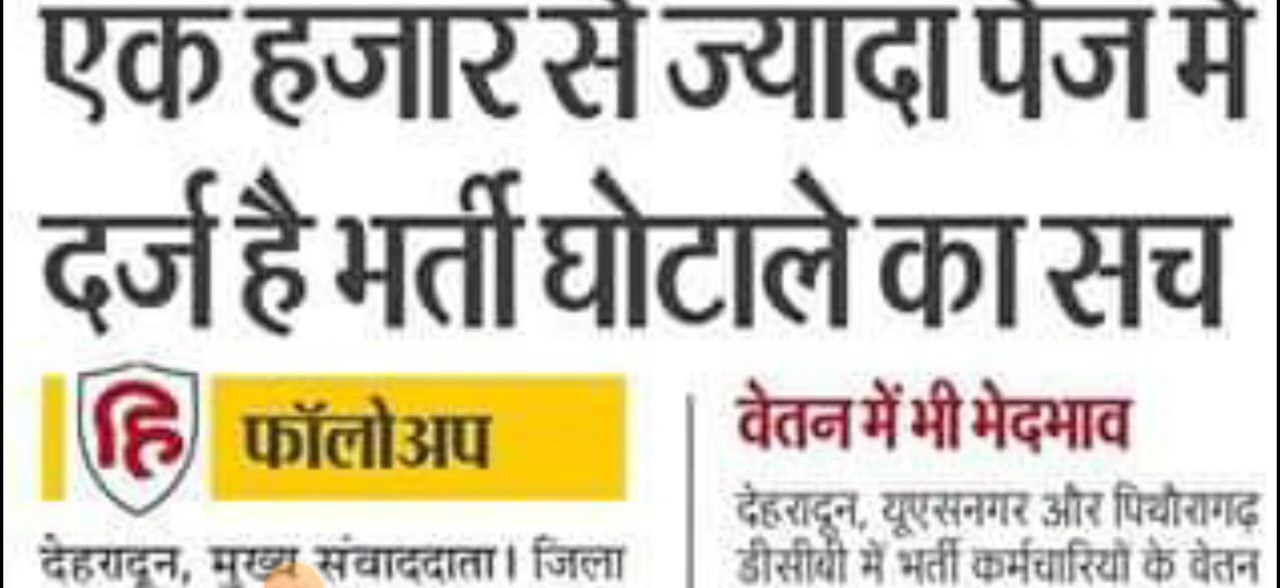 एक हजार से ज्यादा पेज में
दर्ज है भर्ती घोटाले का सच
हि फॉलोअप
देहरादून, मुख्य संवाददाता। जिला
वेतन में भी भेदभाव
देहरादून, यूएसनगर और पिथौरागढ़
डीसीबी में भर्ती कर्मचारियों के वेतन